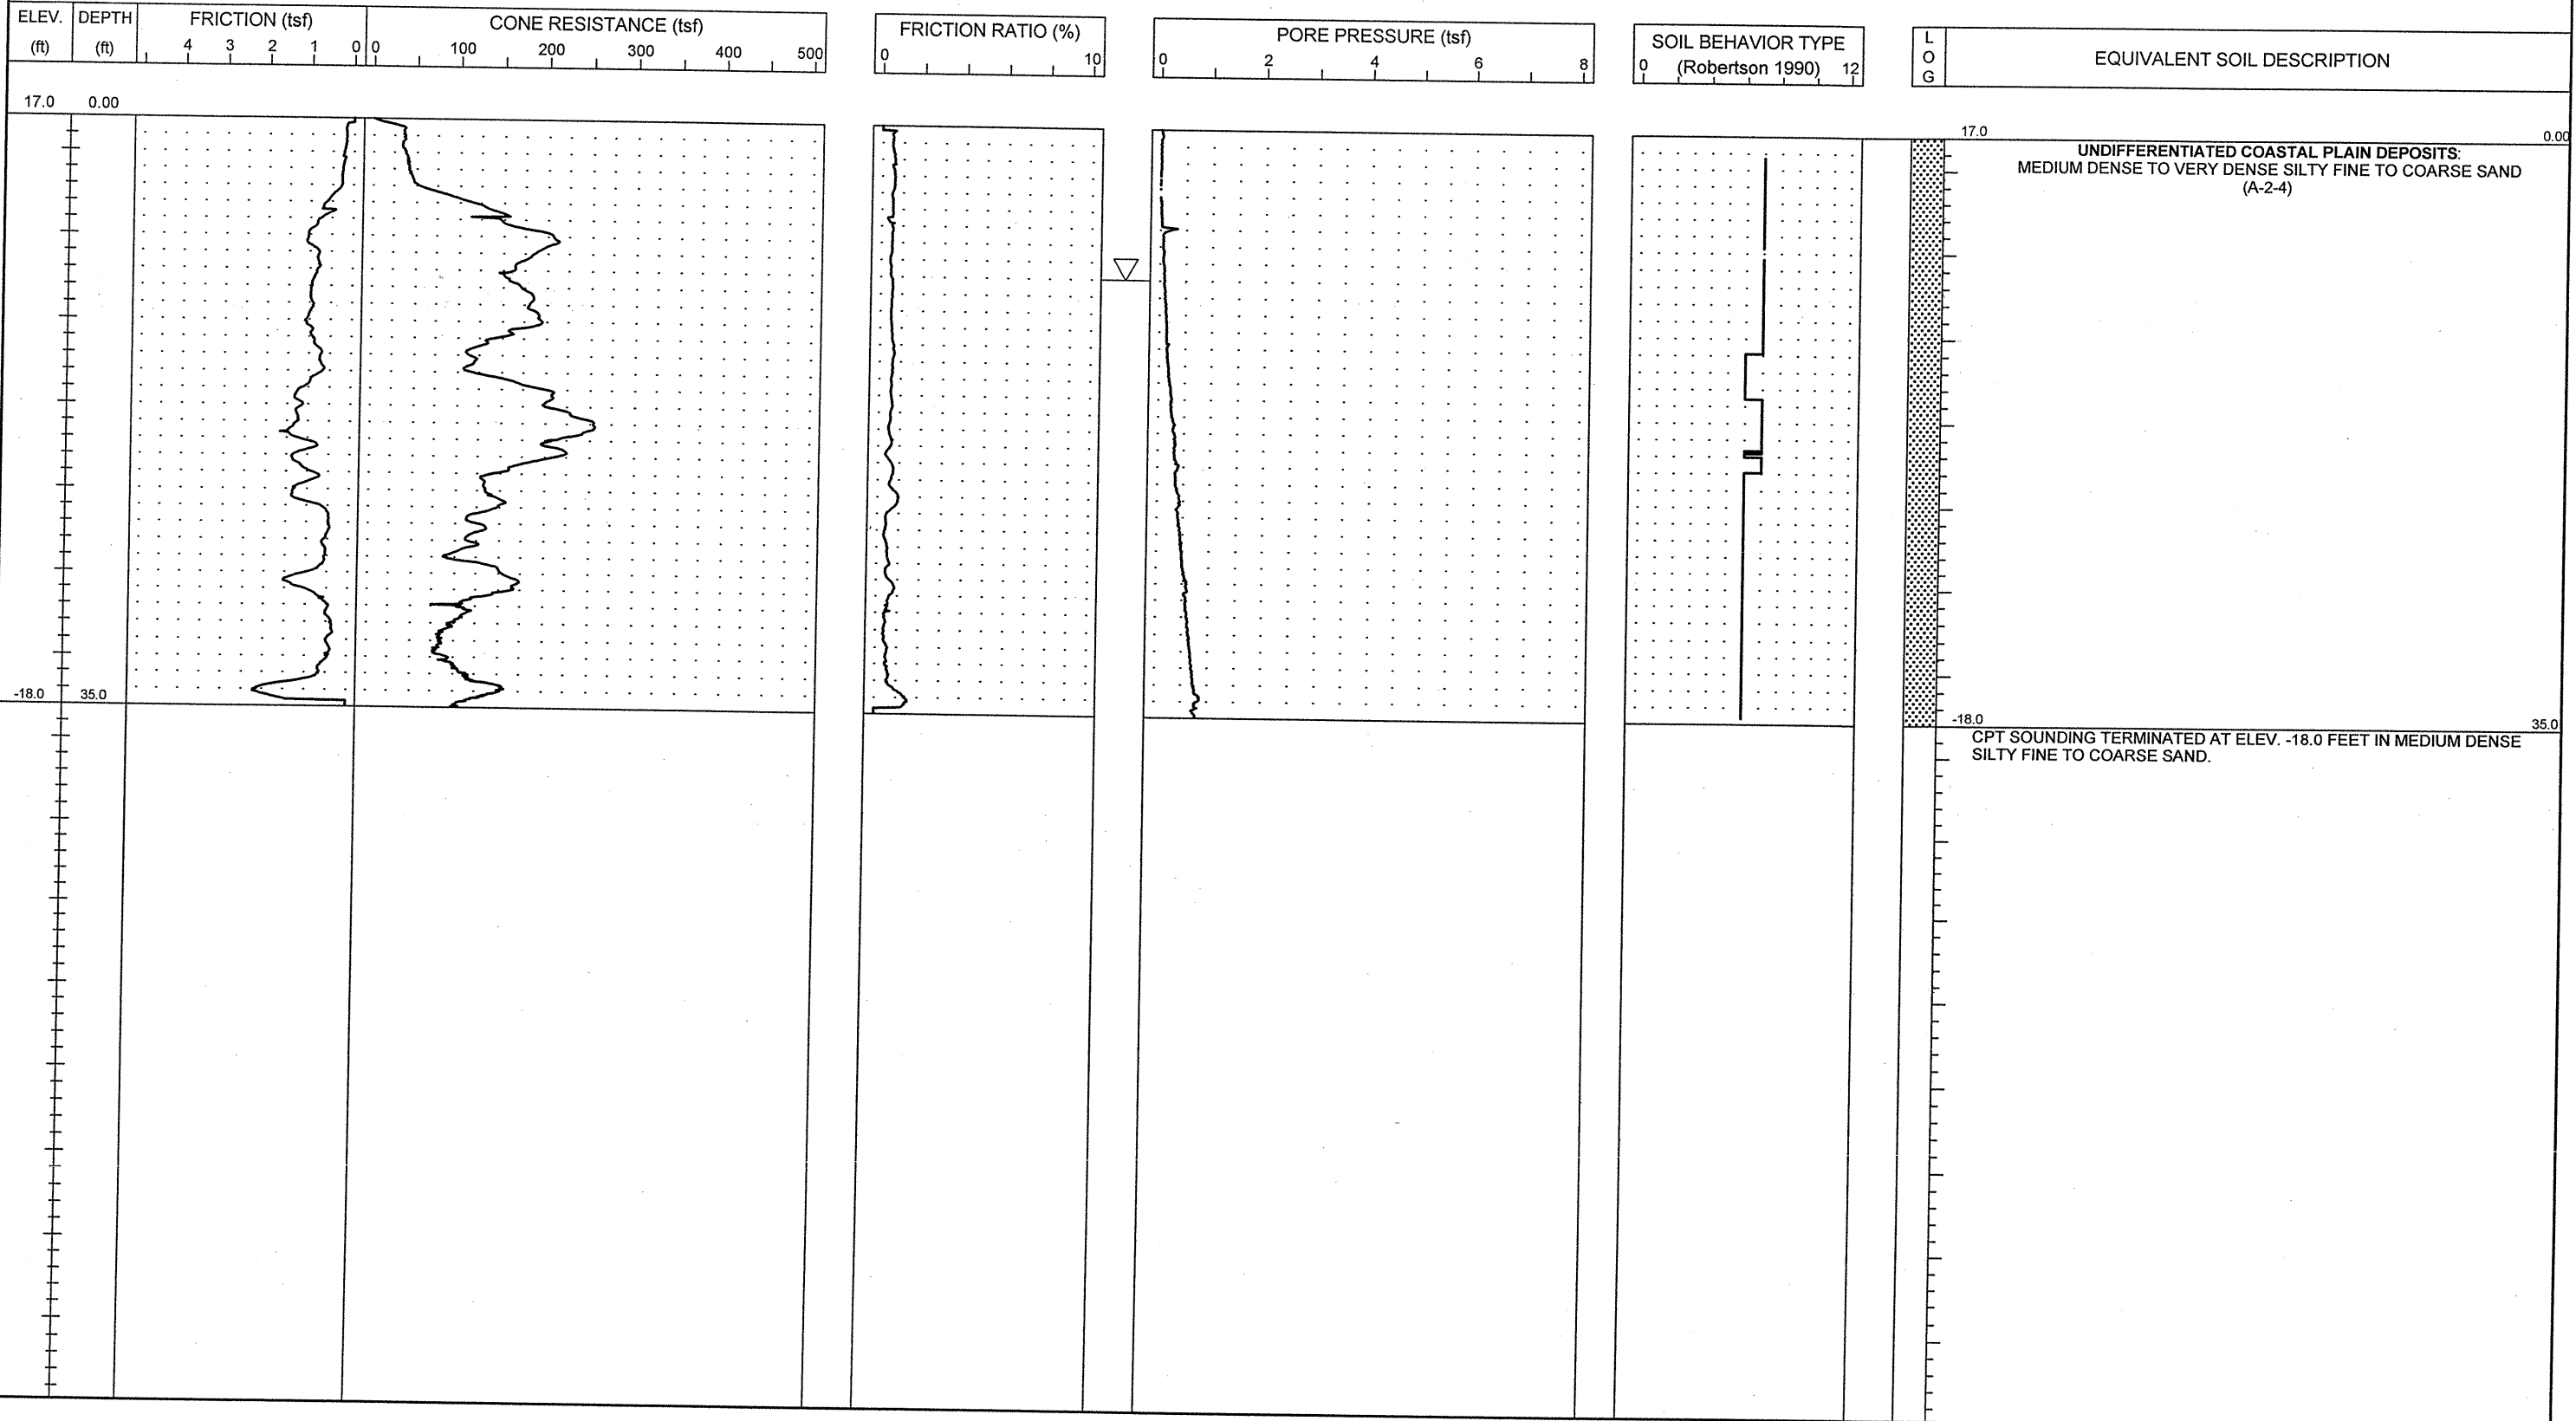 ELEV.
(ft)
DEPTH
(ft)
FRICTION (tsf)
4 3 2 1 0
CONE RESISTANCE (tsf)
0 100 200 300 400 500
FRICTION RATIO (%)
0 10
PORE PRESSURE (tsf)
0 2 4 6 8
SOIL BEHAVIOR TYPE
(Robertson 1990)
0 12
L
O
G
EQUIVALENT SOIL DESCRIPTION
17.0 0.00
17.0 0.00
UNDIFFERENTIATED COASTAL PLAIN DEPOSITS:
MEDIUM DENSE TO VERY DENSE SILTY FINE TO COARSE SAND
(A-2-4)
-18.0 35.0
-18.0 35.0
CPT SOUNDING TERMINATED AT ELEV. -18.0 FEET IN MEDIUM DENSE
SILTY FINE TO COARSE SAND.